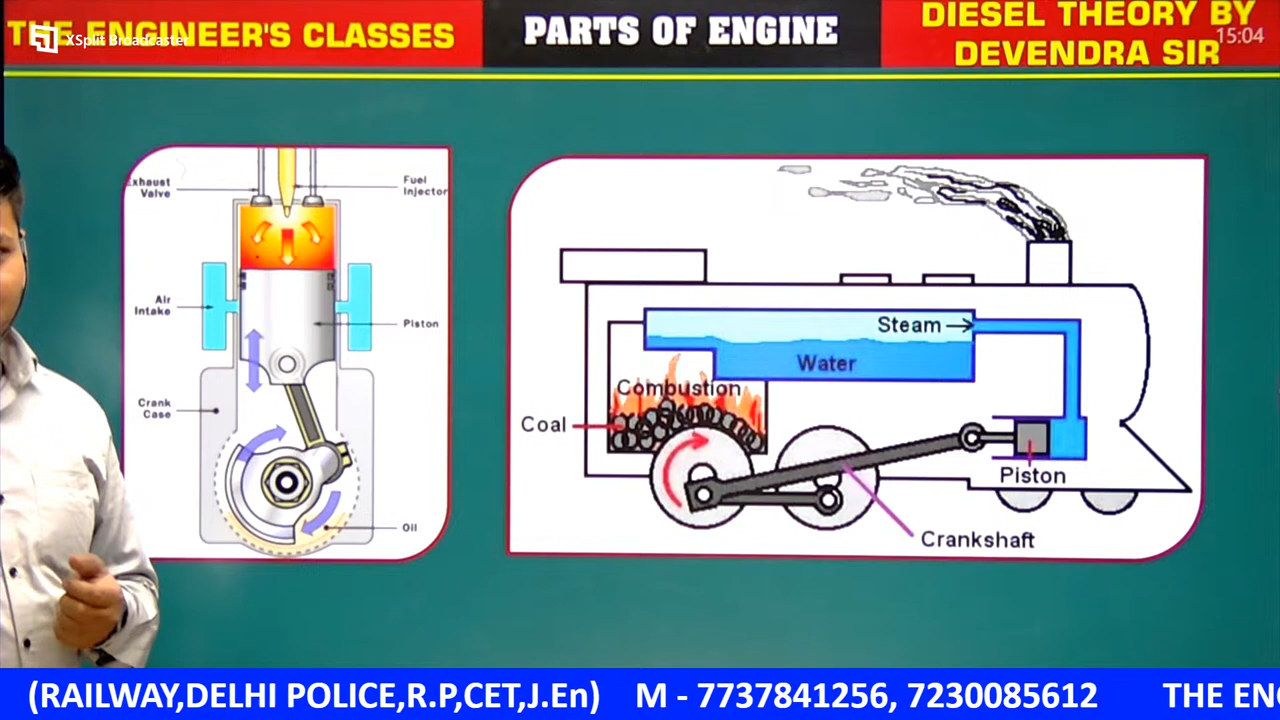 THE ENGINEER'S CLASSES
XSplit Broadcaster
PARTS OF ENGINE
DIESEL THEORY BY
DEVENDRA SIR
15:04
Exhaust
Valve
Fuel
Injector
Air
Intake
Piston
Crank
Case
Oil
Steam
Water
Combustion
Coal
Piston
Crankshaft
(RAILWAY,DELHI POLICE,R.P,CET,J.En) M - 7737841256, 7230085612 THE EN